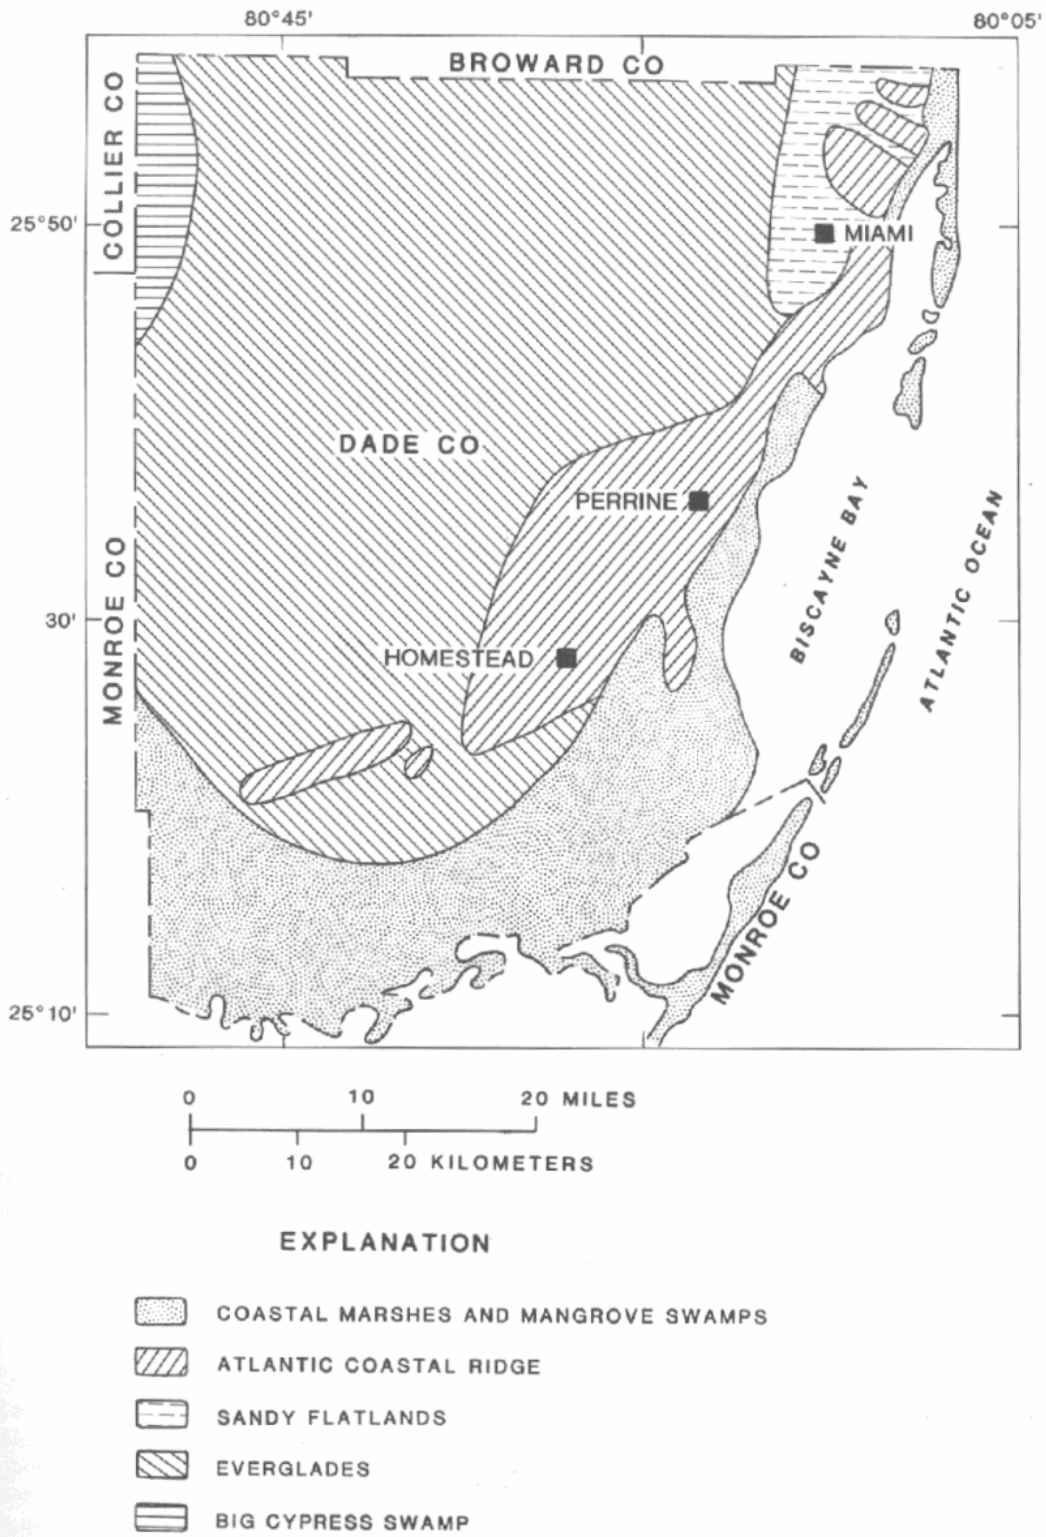 80°45'
80°05'
BROWARD CO
COLLIER CO
25°50'
MIAMI
DADE CO
PERRINE
BISCAYNE BAY
ATLANTIC OCEAN
MONROE CO
30'
HOMESTEAD
MONROE CO
25°10'
0 10 20 MILES
0 10 20 KILOMETERS
EXPLANATION
COASTAL MARSHES AND MANGROVE SWAMPS
ATLANTIC COASTAL RIDGE
SANDY FLATLANDS
EVERGLADES
BIG CYPRESS SWAMP